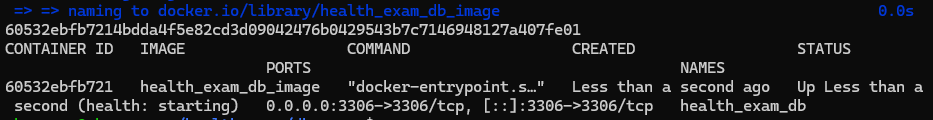 => => naming to docker.io/library/health_exam_db_image 0.0s
60532ebfb7214bdda4f5e82cd3d09042476b0429543b7c7146948127a407fe01
CONTAINER ID IMAGE COMMAND CREATED STATUS
PORTS NAMES
60532ebfb721 health_exam_db_image "docker-entrypoint.s…" Less than a second ago Up Less than a
second (health: starting) 0.0.0.0:3306->3306/tcp, [::]:3306->3306/tcp health_exam_db